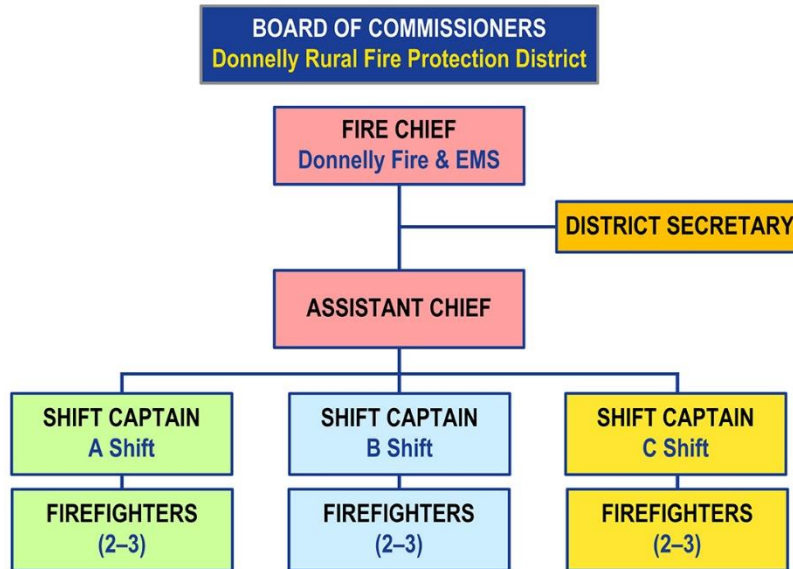 BOARD OF COMMISSIONERS
Donnelly Rural Fire Protection District
FIRE CHIEF
Donnelly Fire & EMS
DISTRICT SECRETARY
ASSISTANT CHIEF
SHIFT CAPTAIN
A Shift
SHIFT CAPTAIN
B Shift
SHIFT CAPTAIN
C Shift
FIREFIGHTERS
(2–3)
FIREFIGHTERS
(2–3)
FIREFIGHTERS
(2–3)